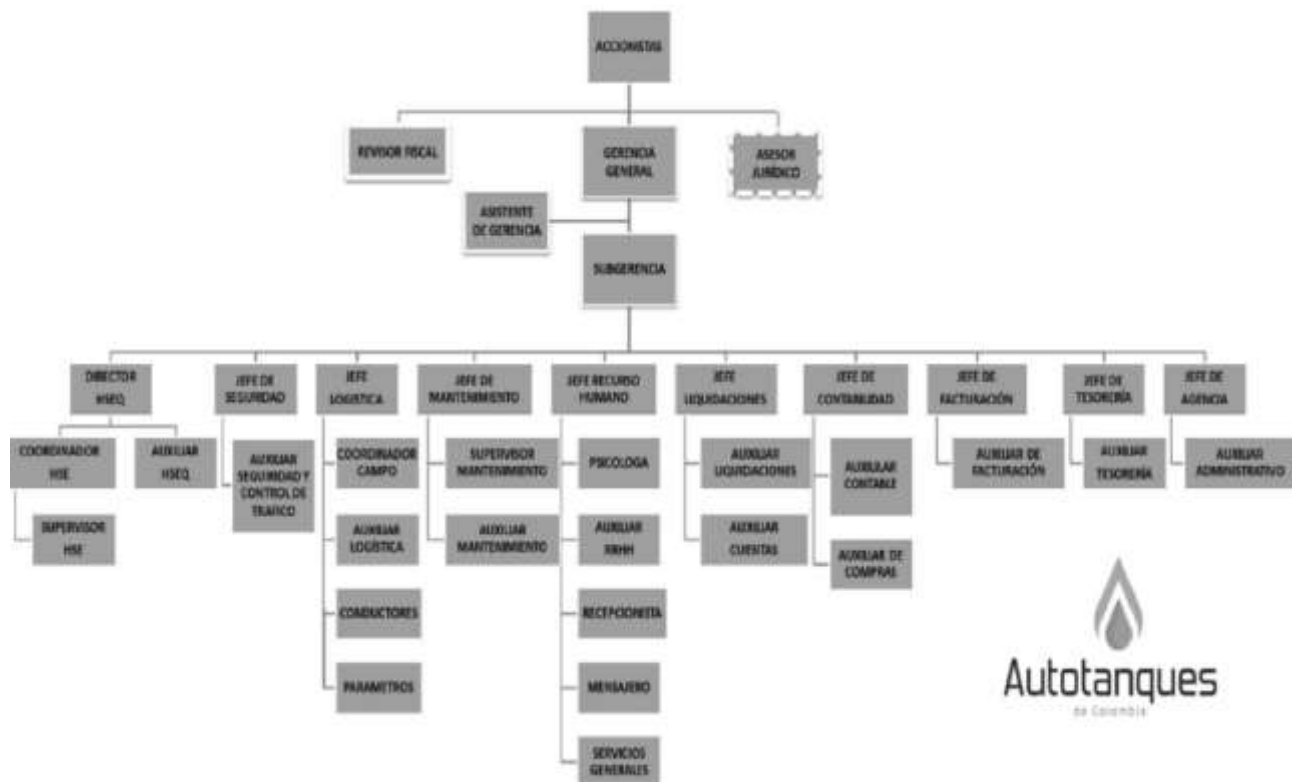 ACCIONISTAS
REVISOR FISCAL
GERENCIA
GENERAL
ASESOR
JURÍDICO
ASISTENTE
DE GERENCIA
SUBGERENCIA
DIRECTOR
HSEQ
JEFE DE
SEGURIDAD
JEFE
LOGISTICA
JEFE DE
MANTENIMIENTO
JEFE RECURSO
HUMANO
JEFE
LIQUIDACIONES
JEFE DE
CONTABILIDAD
JEFE DE
FACTURACIÓN
JEFE DE
TESORERÍA
JEFE DE
AGENCIA
COORDINADOR
HSE
AUXILIAR
HSEQ
AUXILIAR
SEGURIDAD Y
CONTROL DE
TRAFICO
COORDINADOR
CAMPO
SUPERVISOR
MANTENIMIENTO
PSICOLOGA
AUXILIAR
LIQUIDACIONES
AUXILULAR
CONTABLE
AUXILIAR DE
FACTURACIÓN
AUXILIAR
TESORERÍA
AUXILIAR
ADMINISTRATIVO
SUPERVISOR
HSE
AUXILIAR
LOGÍSTICA
AUXILIAR
MANTENIMIENTO
AUXILIAR
RRHH
AUXILIAR
CUENTAS
AUXILIAR DE
COMPRAS
CONDUCTORES
RECEPCIONISTA
PARAMETROS
MENSAJERO
SERVICIOS
GENERALES
Autotanques
de Colombia